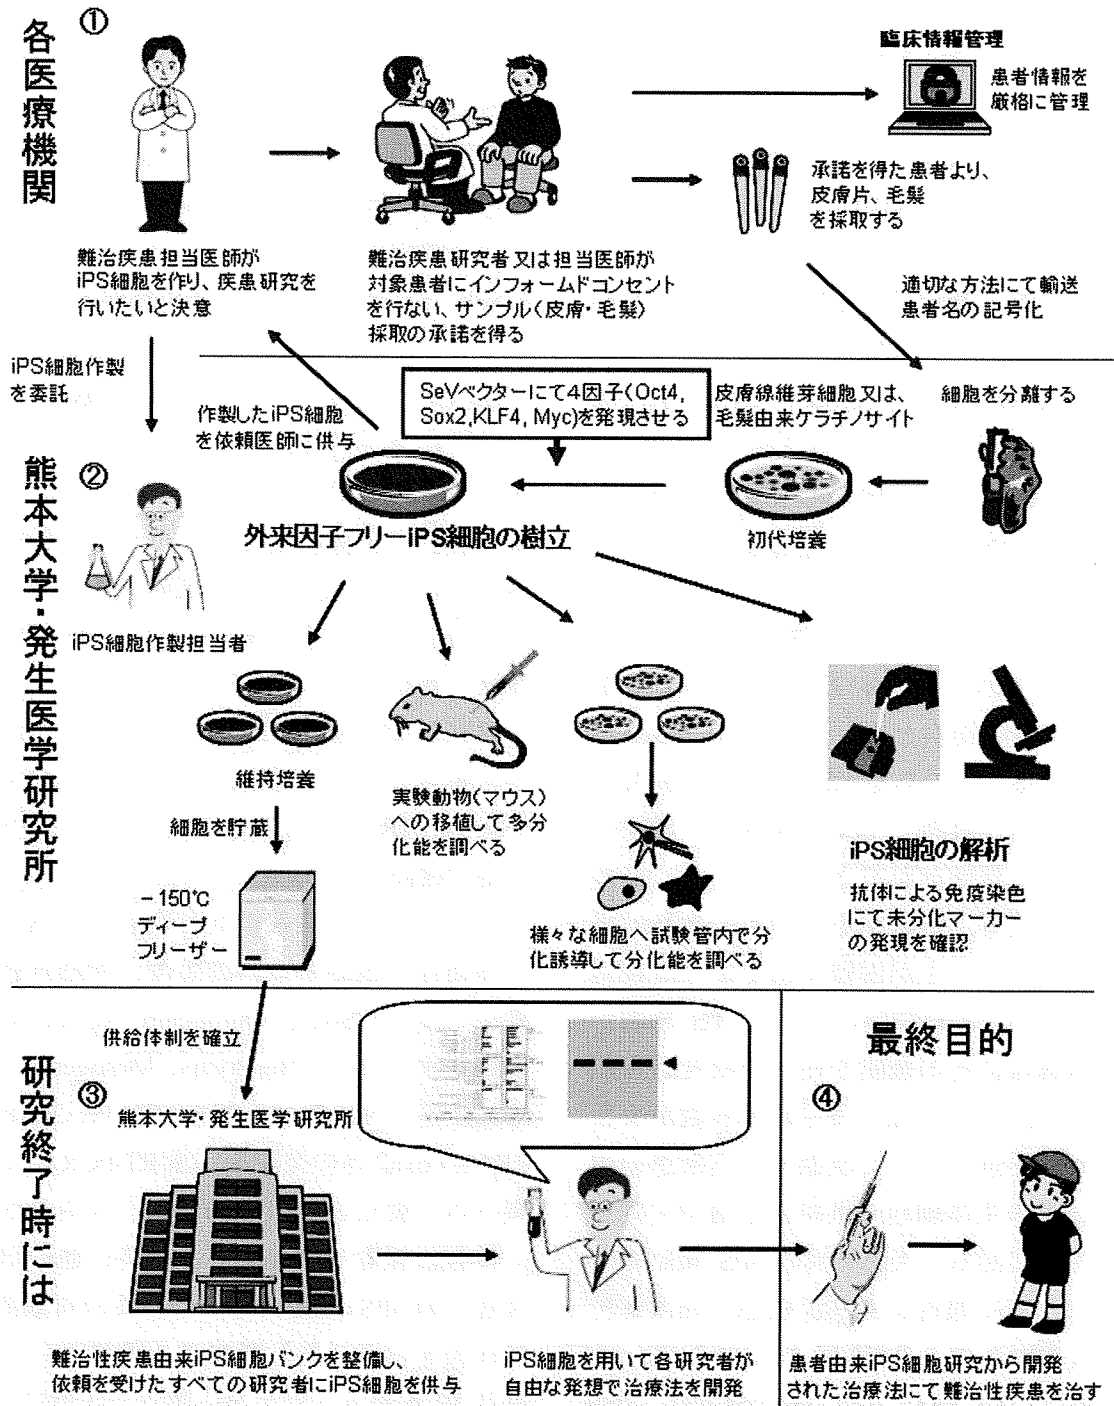 各医療機関
①
臨床情報管理
患者情報を
厳格に管理
承諾を得た患者より、
皮膚片、毛髪
を採取する
難治疾患担当医師が
iPS細胞を作り、疾患研究を
行いたいと決意
難治疾患研究者又は担当医師が
対象患者にインフォームドコンセント
を行ない、サンプル(皮膚・毛髪)
採取の承諾を得る
適切な方法にて輸送
患者名の記号化
iPS細胞作製
を委託
作製したiPS細胞
を依頼医師に供与
SeVベクターにて4因子(Oct4,
Sox2,KLF4, Myc)を発現させる
皮膚線維芽細胞又は、
毛髪由来ケラチノサイト
細胞を分離する
熊本大学・発生医学研究所
②
外来因子フリーiPS細胞の樹立
初代培養
iPS細胞作製担当者
維持培養
細胞を貯蔵
-150℃
ディープ
フリーザー
実験動物(マウス)
への移植して多分
化能を調べる
様々な細胞へ試験管内で分
化誘導して分化能を調べる
iPS細胞の解析
抗体による免疫染色
にて未分化マーカー
の発現を確認
研究終了時には
供給体制を確立
③
熊本大学・発生医学研究所
難治性疾患由来iPS細胞バンクを整備し、
依頼を受けたすべての研究者にiPS細胞を供与
iPS細胞を用いて各研究者が
自由な発想で治療法を開発
最終目的
④
患者由来iPS細胞研究から開発
された治療法にて難治性疾患を治す